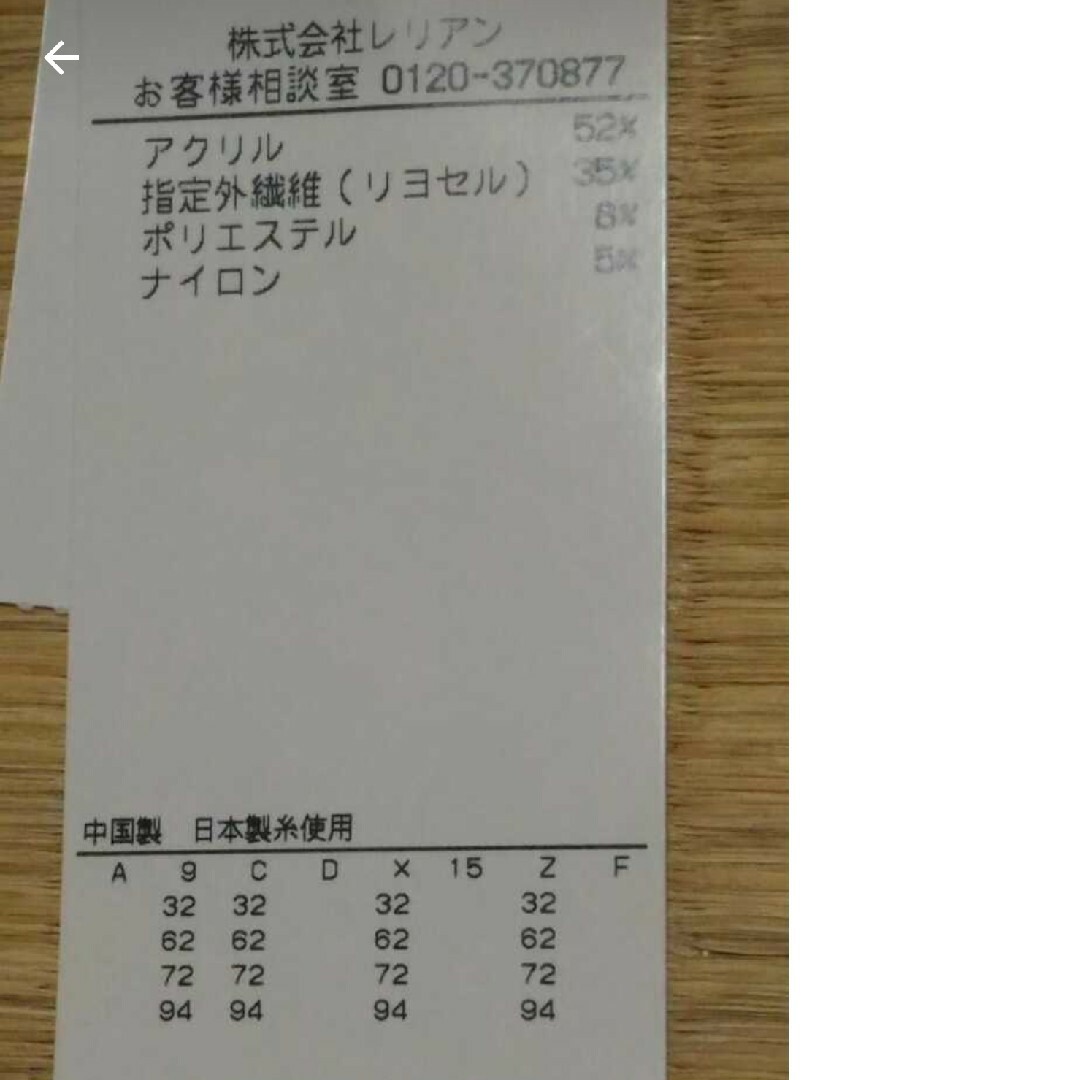 株式会社レリアン
お客様相談室 0120-370877
アクリル 52%
指定外繊維(リヨセル) 35%
ポリエステル 8%
ナイロン 5%
中国製 日本製糸使用
A 9 C D X 15 Z F
32 32 32 32
62 62 62 62
72 72 72 72
94 94 94 94